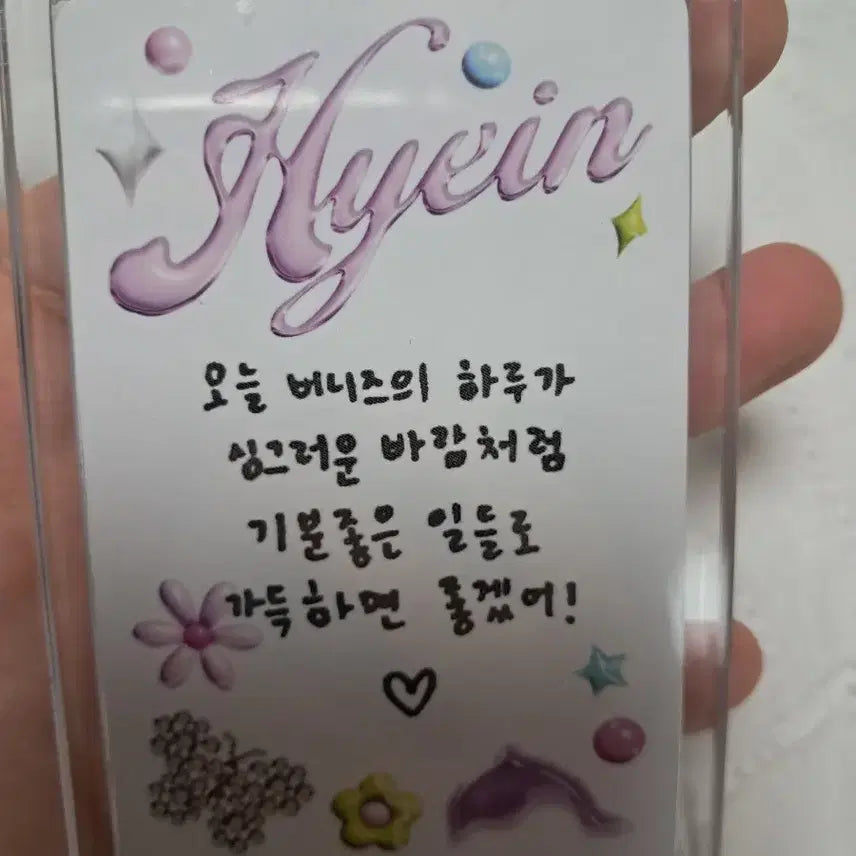 Hyein
오늘 버니즈의 하루가
싱그러운 바람처럼
기분좋은 일들로
가득하면 좋겠어!